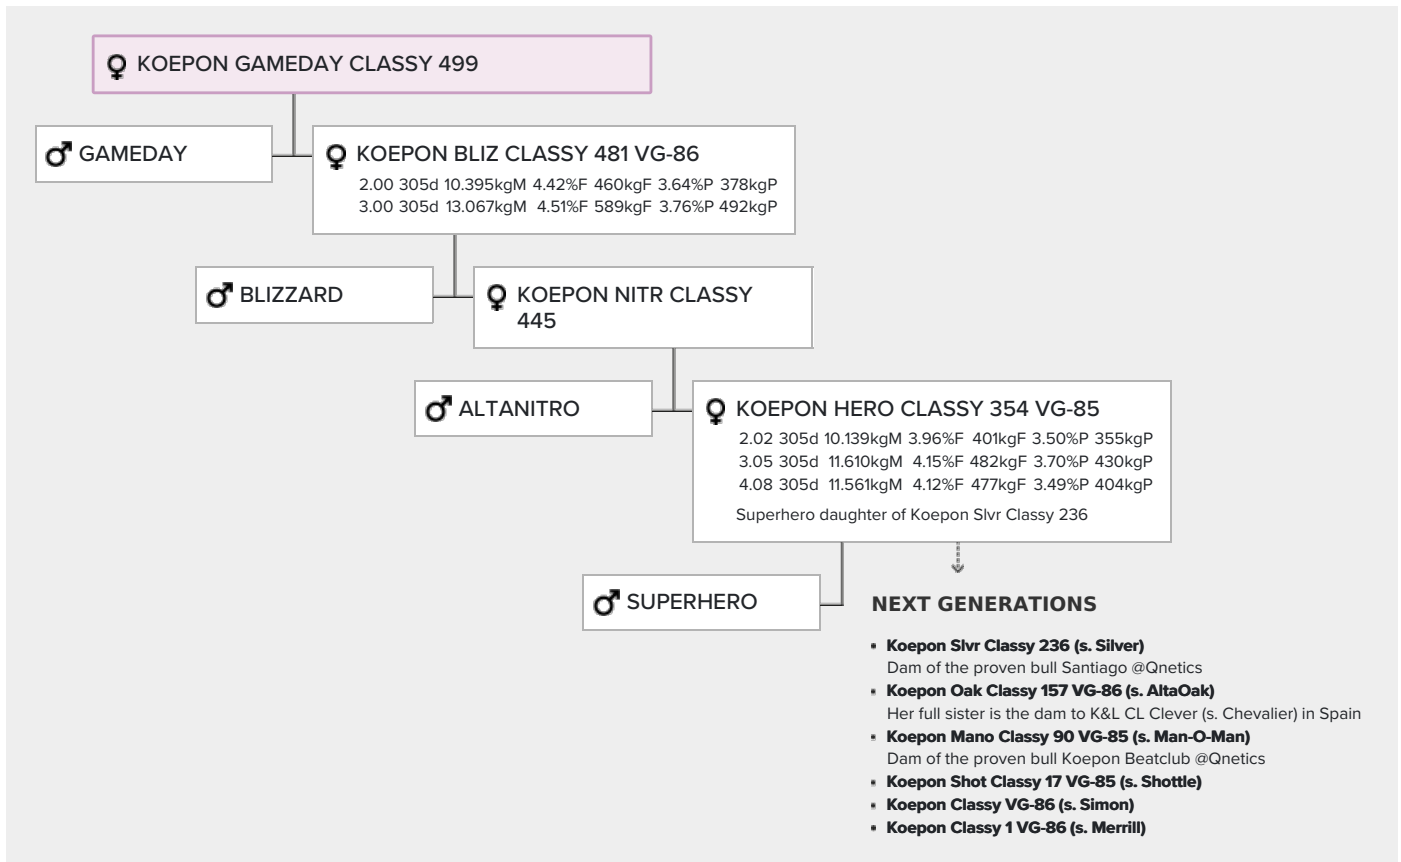 KOEPON GAMEDAY CLASSY 499
GAMEDAY
KOEPON BLIZ CLASSY 481 VG-86
2.00 305d 10.395kgM 4.42%F 460kgF 3.64%P 378kgP
3.00 305d 13.067kgM 4.51%F 589kgF 3.76%P 492kgP
BLIZZARD
KOEPON NITR CLASSY
445
ALTANITRO
KOEPON HERO CLASSY 354 VG-85
2.02 305d 10.139kgM 3.96%F 401kgF 3.50%P 355kgP
3.05 305d 11.610kgM 4.15%F 482kgF 3.70%P 430kgP
4.08 305d 11.561kgM 4.12%F 477kgF 3.49%P 404kgP
Superhero daughter of Koepon Slvr Classy 236
SUPERHERO
NEXT GENERATIONS
• Koepon Slvr Classy 236 (s. Silver)
Dam of the proven bull Santiago @Qnetics
• Koepon Oak Classy 157 VG-86 (s. AltaOak)
Her full sister is the dam to K&L CL Clever (s. Chevalier) in Spain
• Koepon Mano Classy 90 VG-85 (s. Man-O-Man)
Dam of the proven bull Koepon Beatclub @Qnetics
• Koepon Shot Classy 17 VG-85 (s. Shottle)
• Koepon Classy VG-86 (s. Simon)
• Koepon Classy 1 VG-86 (s. Merrill)